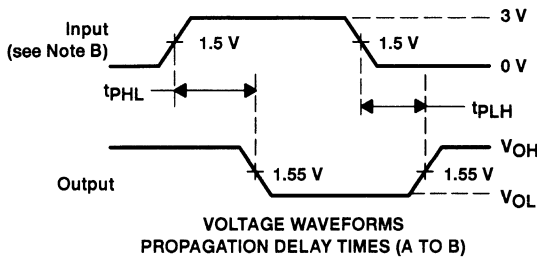 Input
(see Note B)
1.5 V
1.5 V
3 V
0 V
tPHL
tPLH
Output
1.55 V
1.55 V
VOH
VOL
VOLTAGE WAVEFORMS
PROPAGATION DELAY TIMES (A TO B)